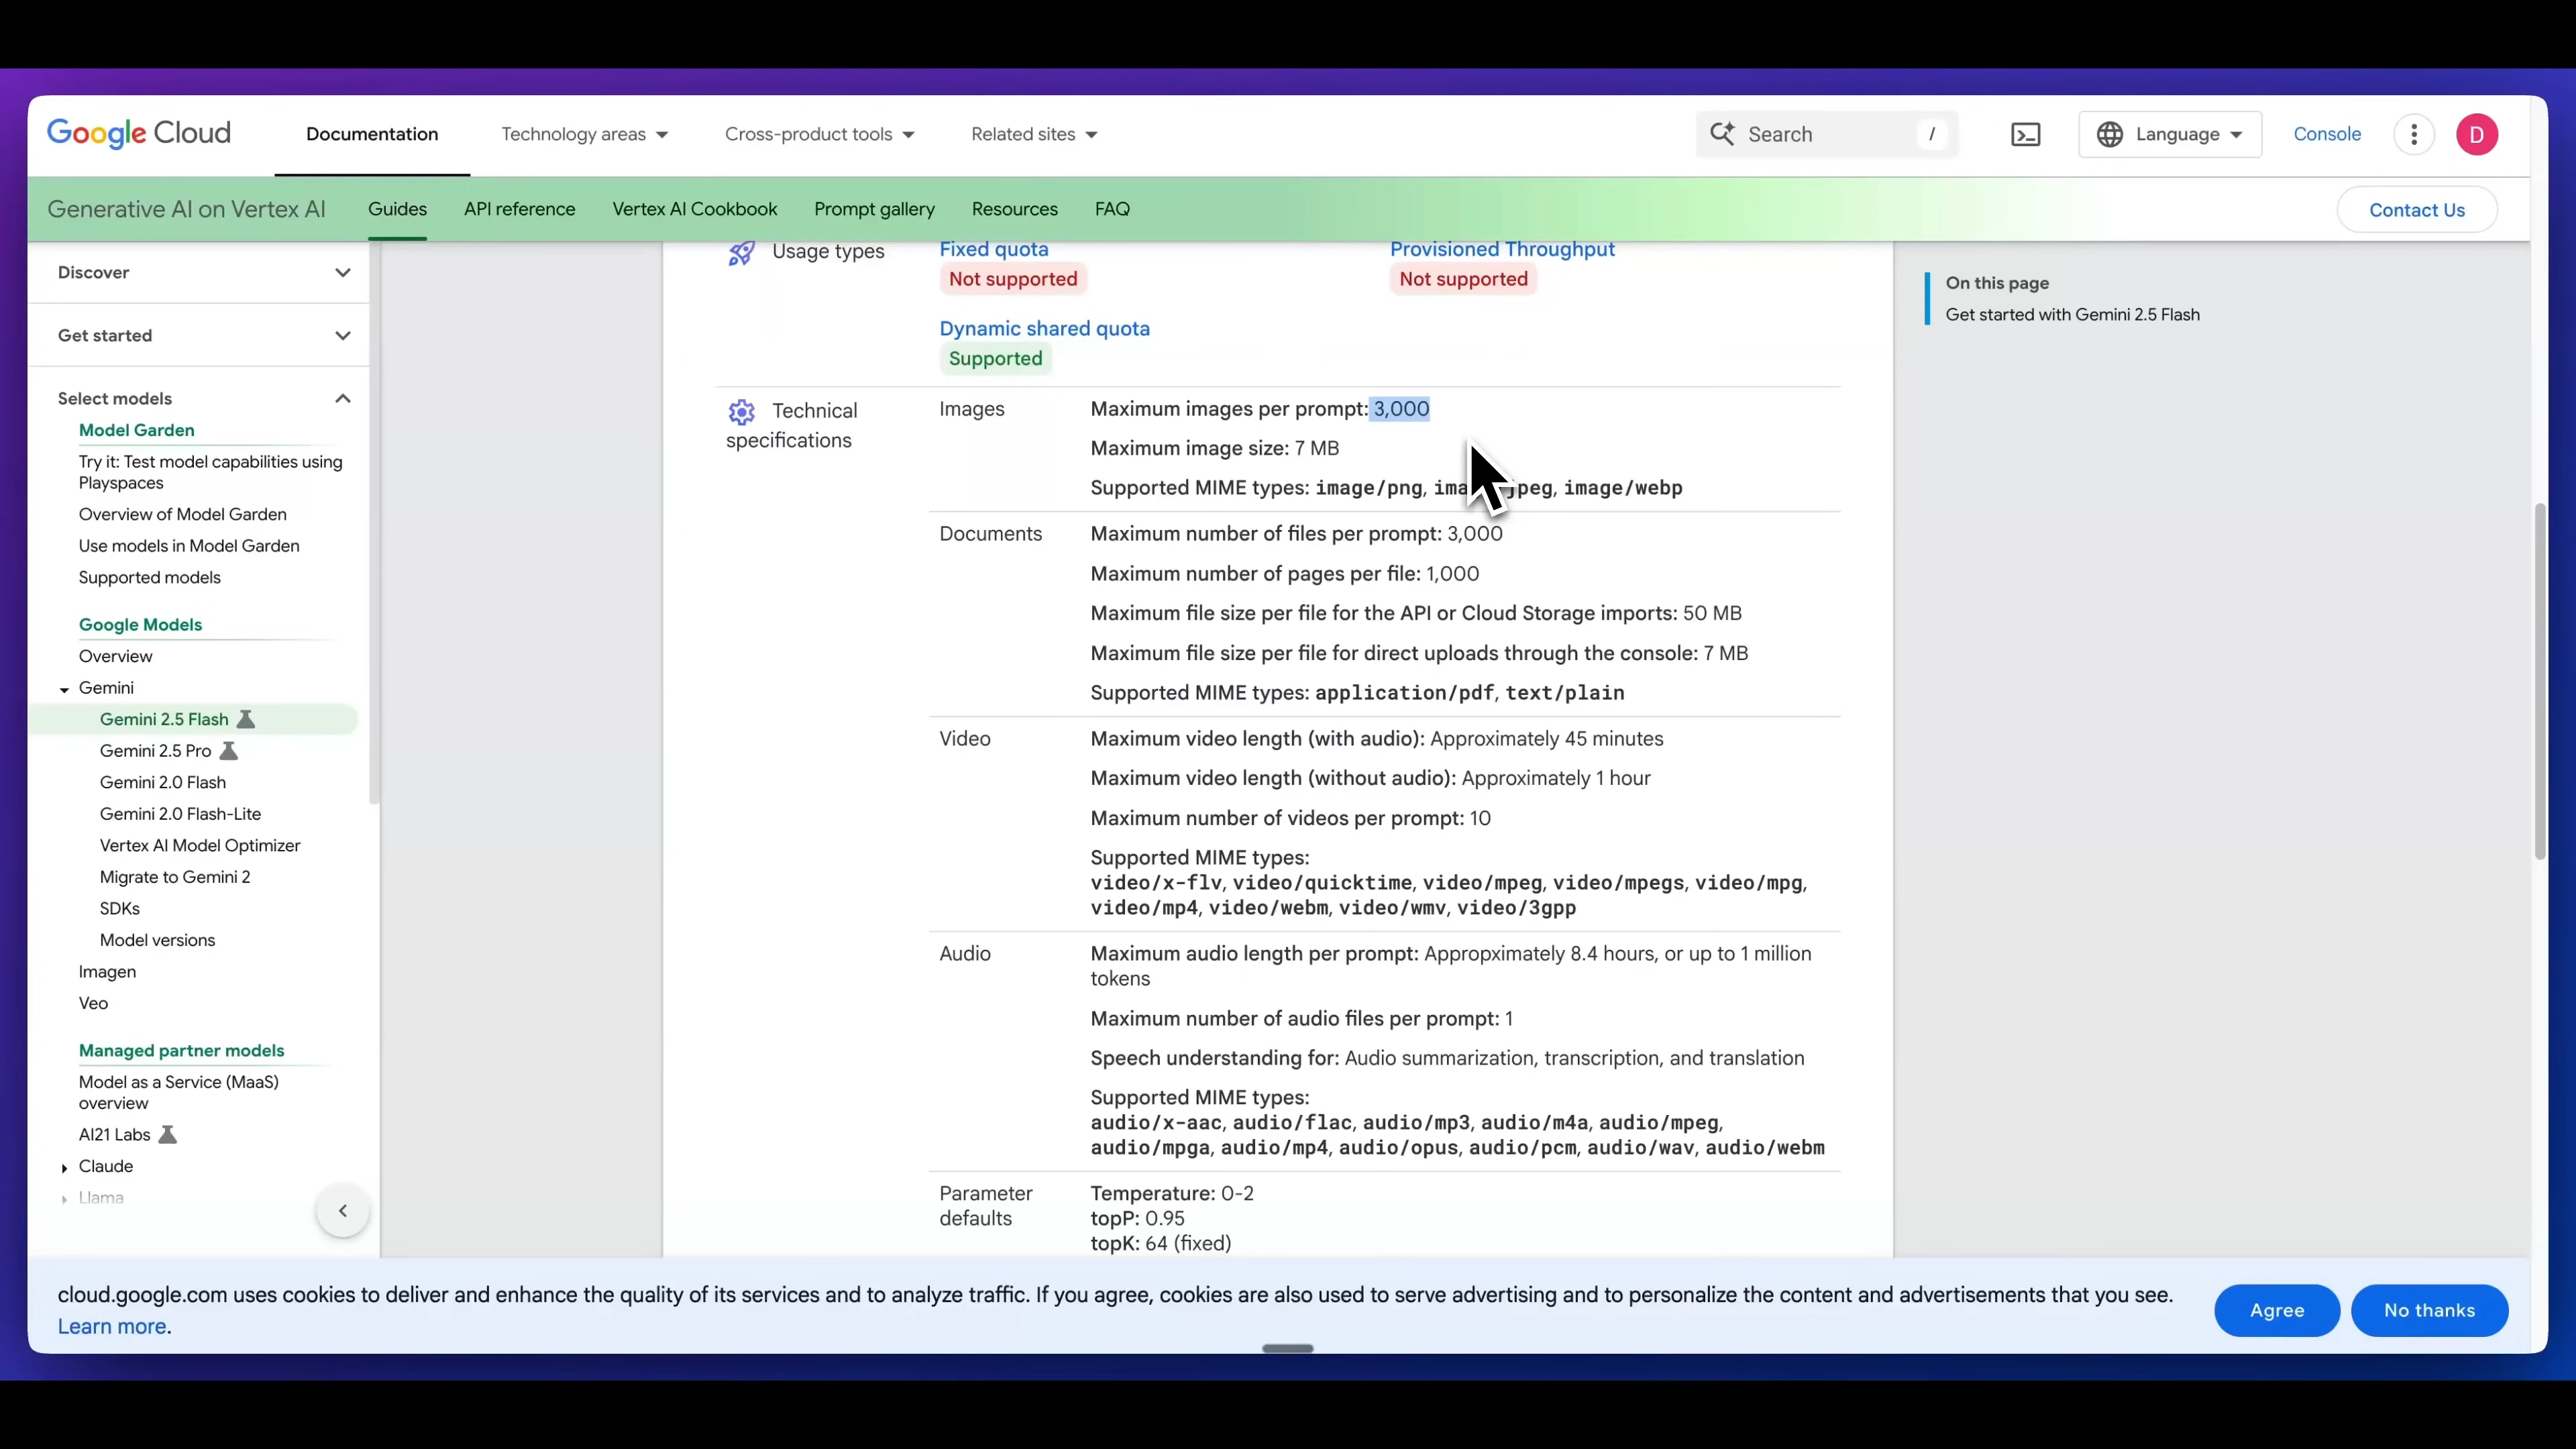 Google Cloud
Documentation
Technology areas
Cross-product tools
Related sites
Search
/
Language
Console
D
Generative AI on Vertex AI
Guides
API reference
Vertex AI Cookbook
Prompt gallery
Resources
FAQ
Contact Us
Discover
Get started
Select models
Model Garden
Try it: Test model capabilities using
Playspaces
Overview of Model Garden
Use models in Model Garden
Supported models
Google Models
Overview
Gemini
Gemini 2.5 Flash
Gemini 2.5 Pro
Gemini 2.0 Flash
Gemini 2.0 Flash-Lite
Vertex AI Model Optimizer
Migrate to Gemini 2
SDKs
Model versions
Imagen
Veo
Managed partner models
Model as a Service (MaaS)
overview
AI21 Labs
Claude
Llama
Usage types
Fixed quota
Not supported
Provisioned Throughput
Not supported
Dynamic shared quota
Supported
Technical
specifications
Images
Maximum images per prompt: 3,000
Maximum image size: 7 MB
Supported MIME types: image/png, image/jpeg, image/webp
Documents
Maximum number of files per prompt: 3,000
Maximum number of pages per file: 1,000
Maximum file size per file for the API or Cloud Storage imports: 50 MB
Maximum file size per file for direct uploads through the console: 7 MB
Supported MIME types: application/pdf, text/plain
Video
Maximum video length (with audio): Approximately 45 minutes
Maximum video length (without audio): Approximately 1 hour
Maximum number of videos per prompt: 10
Supported MIME types:
video/x-flv, video/quicktime, video/mpeg, video/mpegs, video/mpg,
video/mp4, video/webm, video/wmv, video/3gpp
Audio
Maximum audio length per prompt: Appropximately 8.4 hours, or up to 1 million
tokens
Maximum number of audio files per prompt: 1
Speech understanding for: Audio summarization, transcription, and translation
Supported MIME types:
audio/x-aac, audio/flac, audio/mp3, audio/m4a, audio/mpeg,
audio/mpga, audio/mp4, audio/opus, audio/pcm, audio/wav, audio/webm
Parameter
defaults
Temperature: 0-2
topP: 0.95
topK: 64 (fixed)
On this page
Get started with Gemini 2.5 Flash
cloud.google.com uses cookies to deliver and enhance the quality of its services and to analyze traffic. If you agree, cookies are also used to serve advertising and to personalize the content and advertisements that you see.
Learn more.
Agree
No thanks